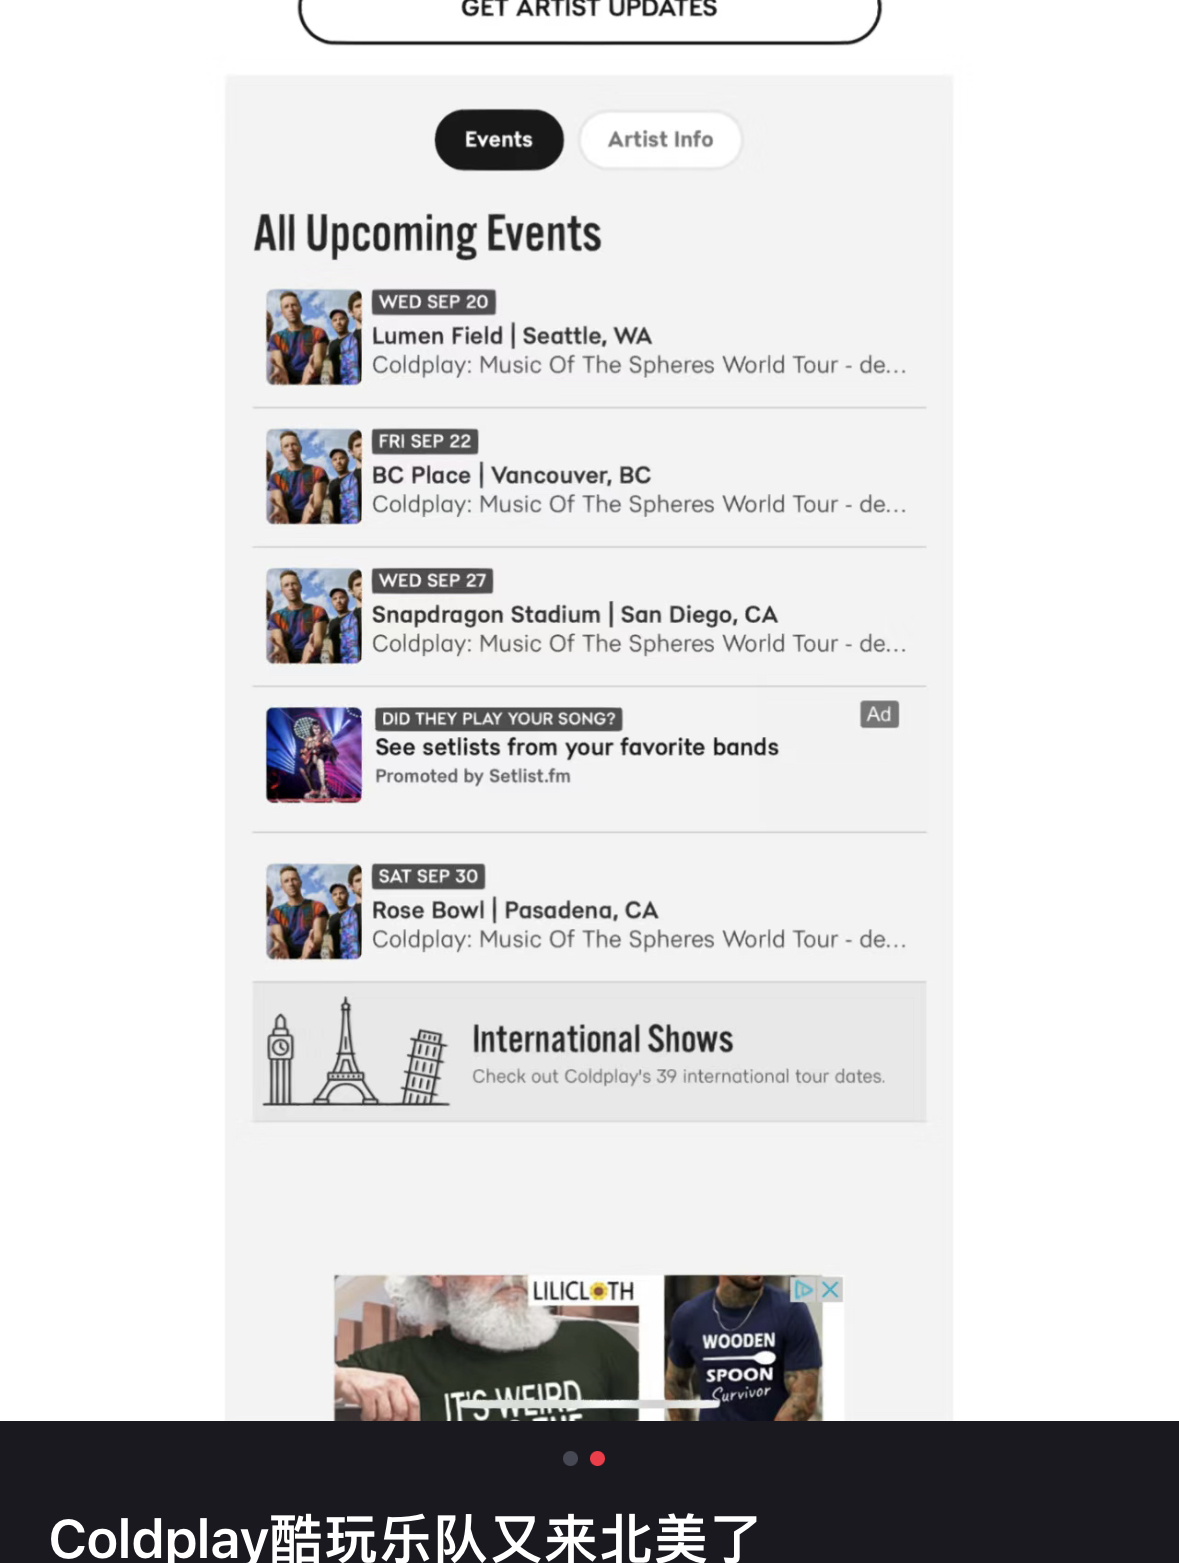 GET ARTIST UPDATES
Events
Artist Info
All Upcoming Events
WED SEP 20
Lumen Field | Seattle, WA
Coldplay: Music Of The Spheres World Tour - de...
FRI SEP 22
BC Place | Vancouver, BC
Coldplay: Music Of The Spheres World Tour - de...
WED SEP 27
Snapdragon Stadium | San Diego, CA
Coldplay: Music Of The Spheres World Tour - de...
DID THEY PLAY YOUR SONG?
Ad
See setlists from your favorite bands
Promoted by Setlist.fm
SAT SEP 30
Rose Bowl | Pasadena, CA
Coldplay: Music Of The Spheres World Tour - de...
International Shows
Check out Coldplay's 39 international tour dates.
LILICLOTH
IT'S WEIRD
WOODEN
SPOON
Survivor
Coldplay酷玩乐队又来北美了